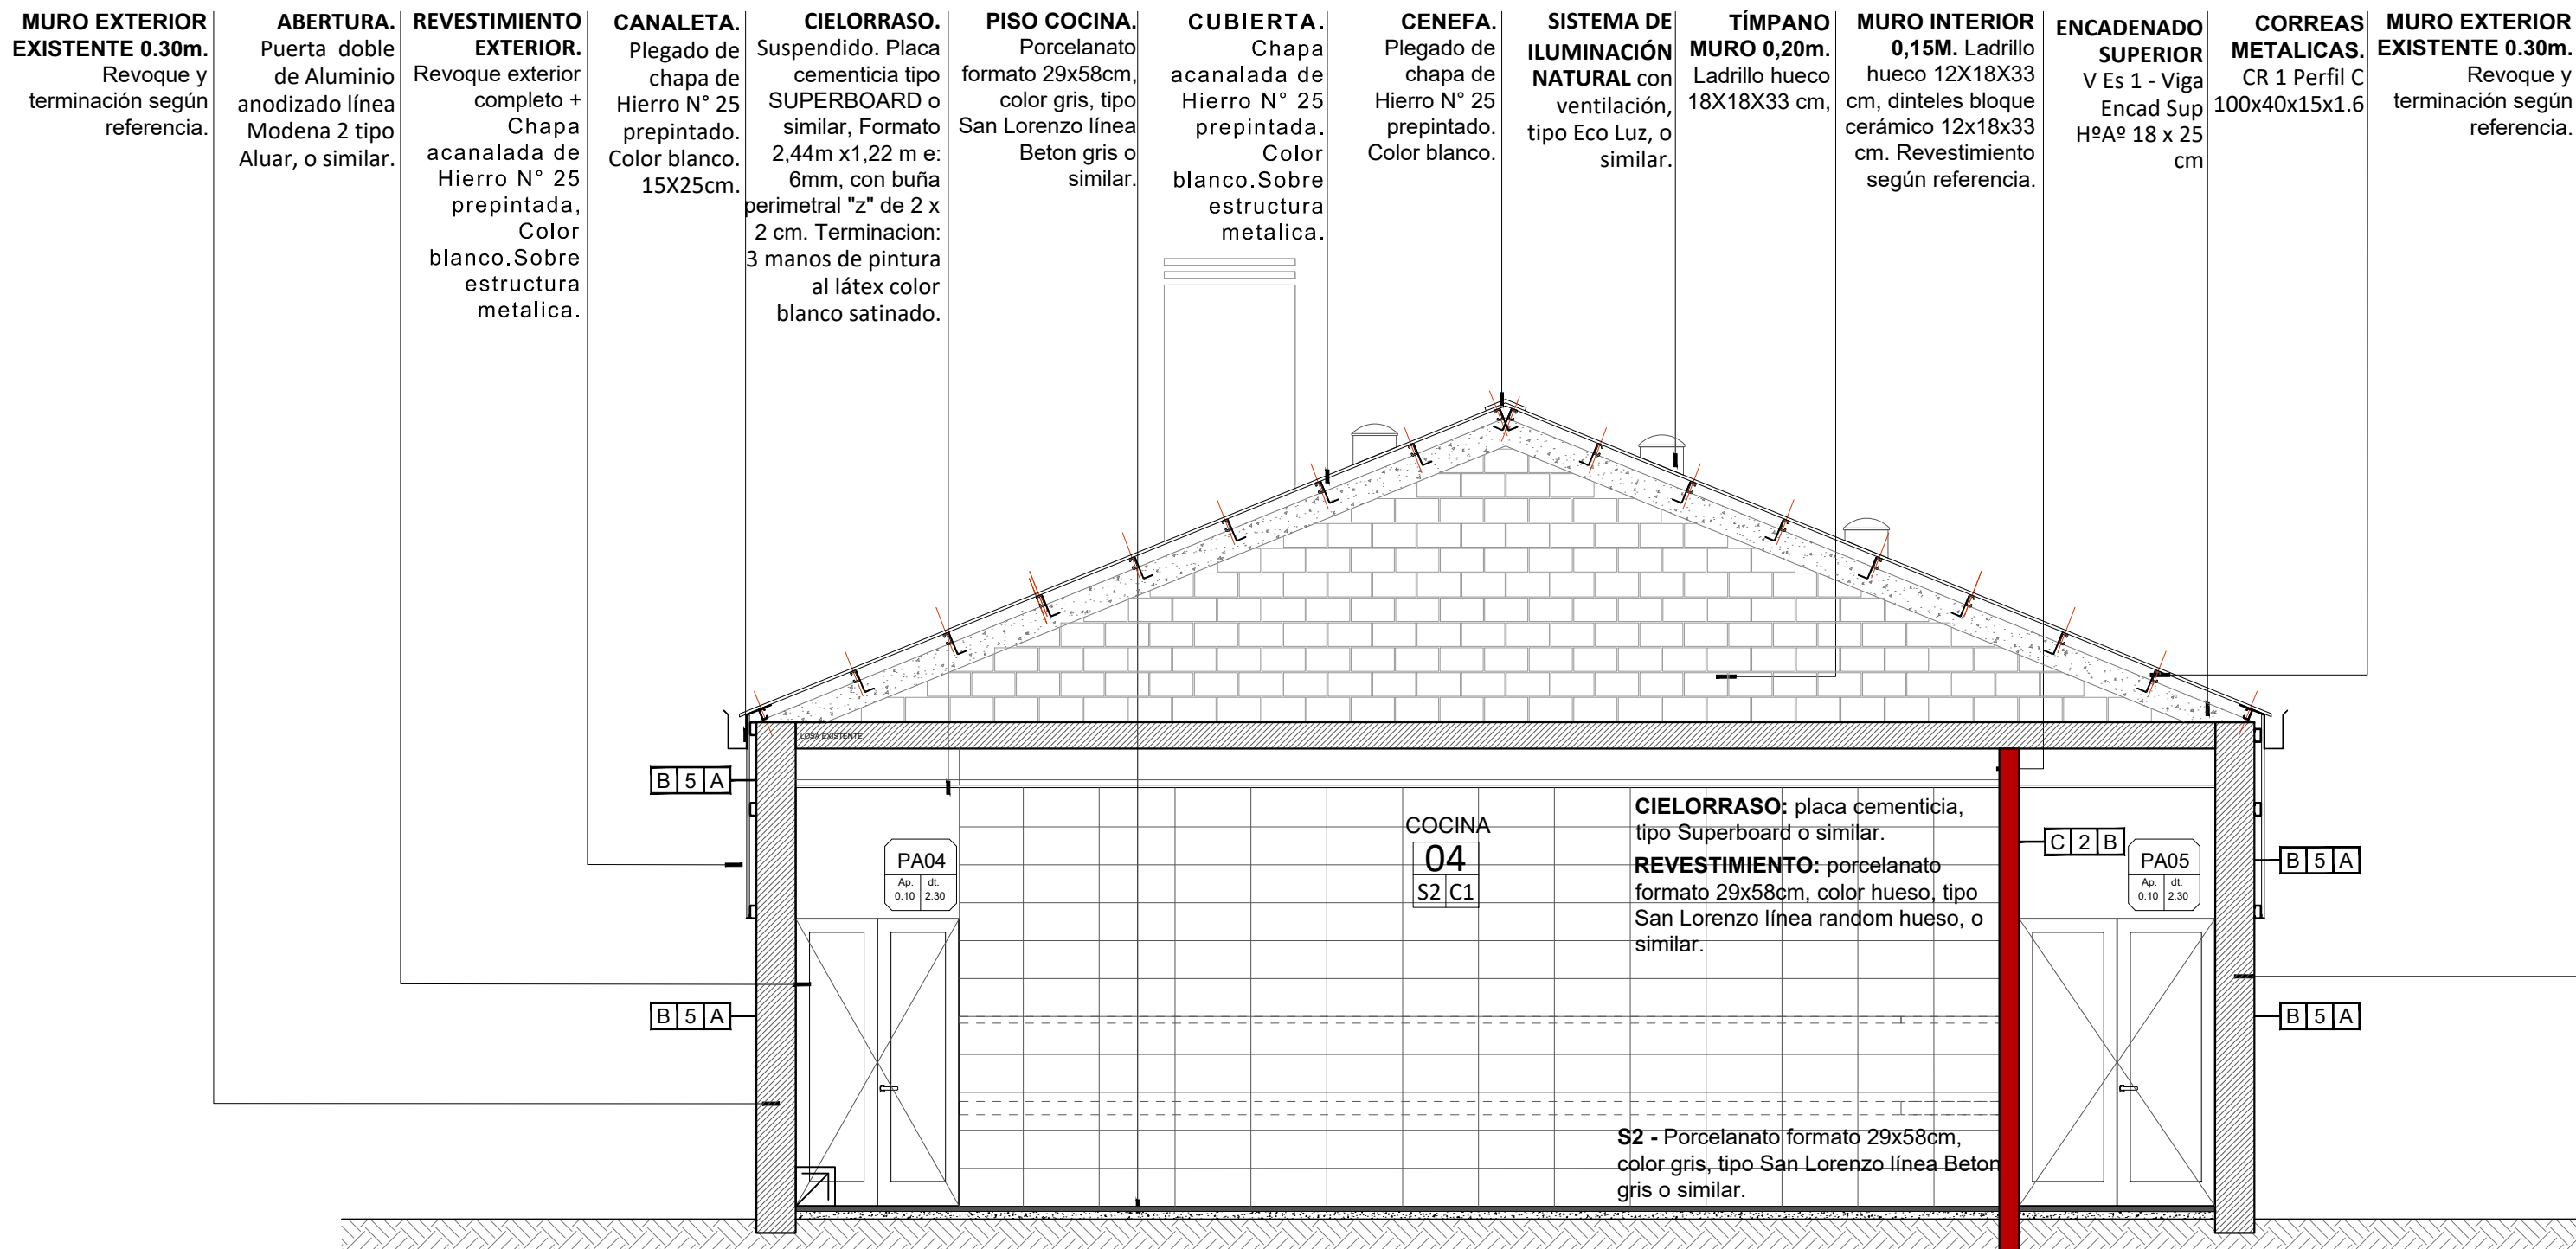 MURO EXTERIOR
EXISTENTE 0.30m.
Revoque y
terminación según
referencia.
ABERTURA.
Puerta doble
de Aluminio
anodizado línea
Modena 2 tipo
Aluar, o similar.
REVESTIMIENTO
EXTERIOR.
Revoque exterior
completo +
Chapa
acanalada de
Hierro N° 25
prepintada,
Color
blanco.Sobre
estructura
metalica.
CANALETA.
Plegado de
chapa de
Hierro N° 25
prepintado.
Color blanco.
15X25cm.
CIELORRASO.
Suspendido. Placa
cementicia tipo
SUPERBOARD o
similar, Formato
2,44m x1,22 m e:
6mm, con buña
perimetral "z" de 2 x
2 cm. Terminacion:
3 manos de pintura
al látex color
blanco satinado.
PISO COCINA.
Porcelanato
formato 29x58cm,
color gris, tipo
San Lorenzo línea
Beton gris o
similar.
CUBIERTA.
Chapa
acanalada de
Hierro N° 25
prepintada.
Color
blanco.Sobre
estructura
metalica.
CENEFA.
Plegado de
chapa de
Hierro N° 25
prepintado.
Color blanco.
SISTEMA DE
ILUMINACIÓN
NATURAL con
ventilación,
tipo Eco Luz, o
similar.
TÍMPANO
MURO 0,20m.
Ladrillo hueco
18X18X33 cm,
MURO INTERIOR
0,15M. Ladrillo
hueco 12X18X33
cm, dinteles bloque
cerámico 12x18x33
cm. Revestimiento
según referencia.
ENCADENADO
SUPERIOR
V Es 1 - Viga
Encad Sup
HºAº 18 x 25
cm
CORREAS
METALICAS.
CR 1 Perfil C
100x40x15x1.6
MURO EXTERIOR
EXISTENTE 0.30m.
Revoque y
terminación según
referencia.
LOSA EXISTENTE.
B 5 A
B 5 A
PA04
Ap. dt.
0.10 2.30
COCINA
04
S2 C1
CIELORRASO: placa cementicia,
tipo Superboard o similar.
REVESTIMIENTO: porcelanato
formato 29x58cm, color hueso, tipo
San Lorenzo línea random hueso, o
similar.
S2 - Porcelanato formato 29x58cm,
color gris, tipo San Lorenzo línea Beton
gris o similar.
C 2 B
PA05
Ap. dt.
0.10 2.30
B 5 A
B 5 A